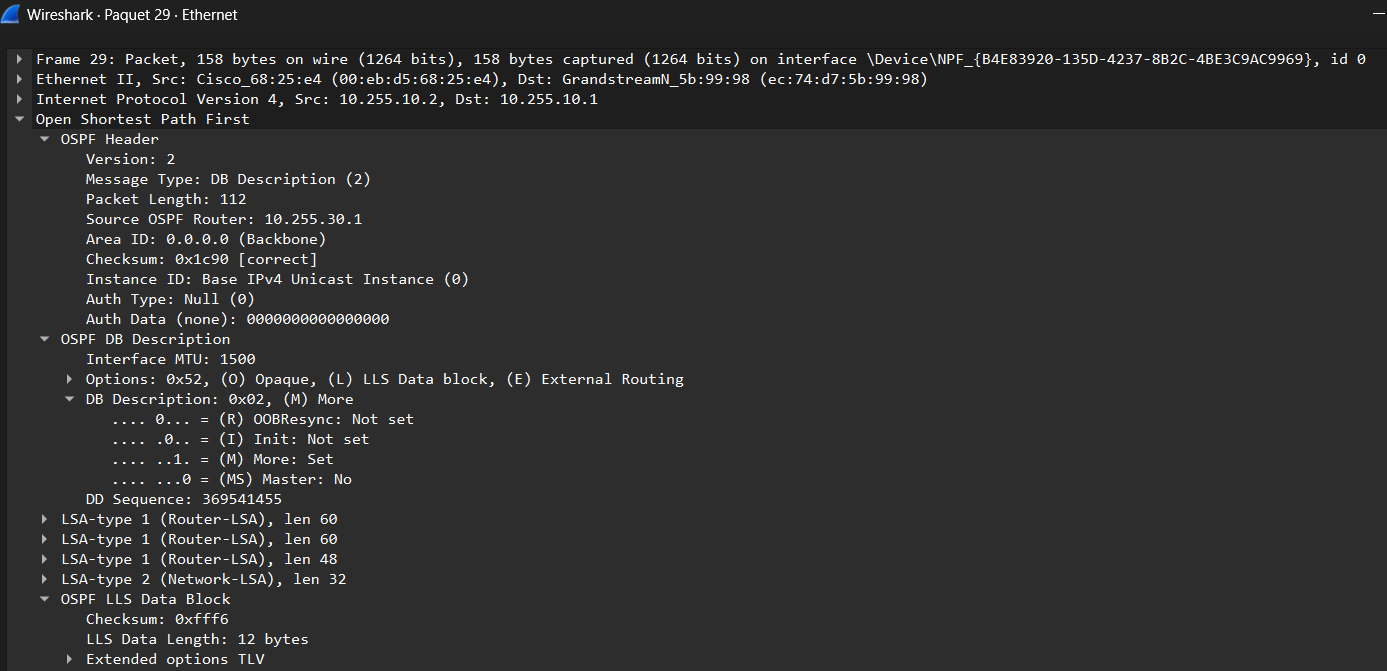 Wireshark · Paquet 29 · Ethernet
Frame 29: Packet, 158 bytes on wire (1264 bits), 158 bytes captured (1264 bits) on interface \Device\NPF_{B4E83920-135D-4237-8B2C-4BE3C9AC9969}, id 0
Ethernet II, Src: Cisco_68:25:e4 (00:eb:d5:68:25:e4), Dst: GrandstreamN_5b:99:98 (ec:74:d7:5b:99:98)
Internet Protocol Version 4, Src: 10.255.10.2, Dst: 10.255.10.1
Open Shortest Path First
OSPF Header
Version: 2
Message Type: DB Description (2)
Packet Length: 112
Source OSPF Router: 10.255.30.1
Area ID: 0.0.0.0 (Backbone)
Checksum: 0x1c90 [correct]
Instance ID: Base IPv4 Unicast Instance (0)
Auth Type: Null (0)
Auth Data (none): 0000000000000000
OSPF DB Description
Interface MTU: 1500
Options: 0x52, (O) Opaque, (L) LLS Data block, (E) External Routing
DB Description: 0x02, (M) More
.... 0... = (R) OOBResync: Not set
.... .0.. = (I) Init: Not set
.... ..1. = (M) More: Set
.... ...0 = (MS) Master: No
DD Sequence: 369541455
LSA-type 1 (Router-LSA), len 60
LSA-type 1 (Router-LSA), len 60
LSA-type 1 (Router-LSA), len 48
LSA-type 2 (Network-LSA), len 32
OSPF LLS Data Block
Checksum: 0xfff6
LLS Data Length: 12 bytes
Extended options TLV